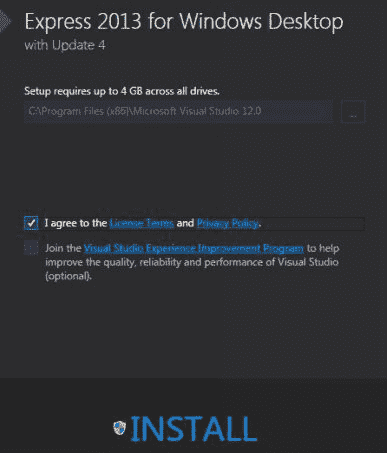 Express 2013 for Windows Desktop
with Update 4
Setup requires up to 4 GB across all drives.
C:\Program Files (x86)\Microsoft Visual Studio 12.0
...
I agree to the License Terms and Privacy Policy.
Join the Visual Studio Experience Improvement Program to help
improve the quality, reliability and performance of Visual Studio
(optional).
INSTALL